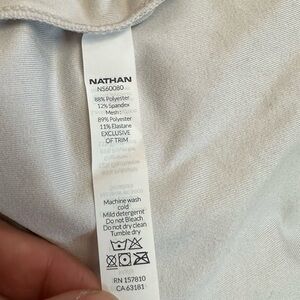 NATHAN
NS60080
88% Polyester
12% Spandex
Mesh:
89% Polyester
11% Elastane
EXCLUSIVE
OF TRIM
Machine wash
cold
Mild detergent
Do not Bleach
Do not dry clean
Tumble dry
RN 157810
CA 63181